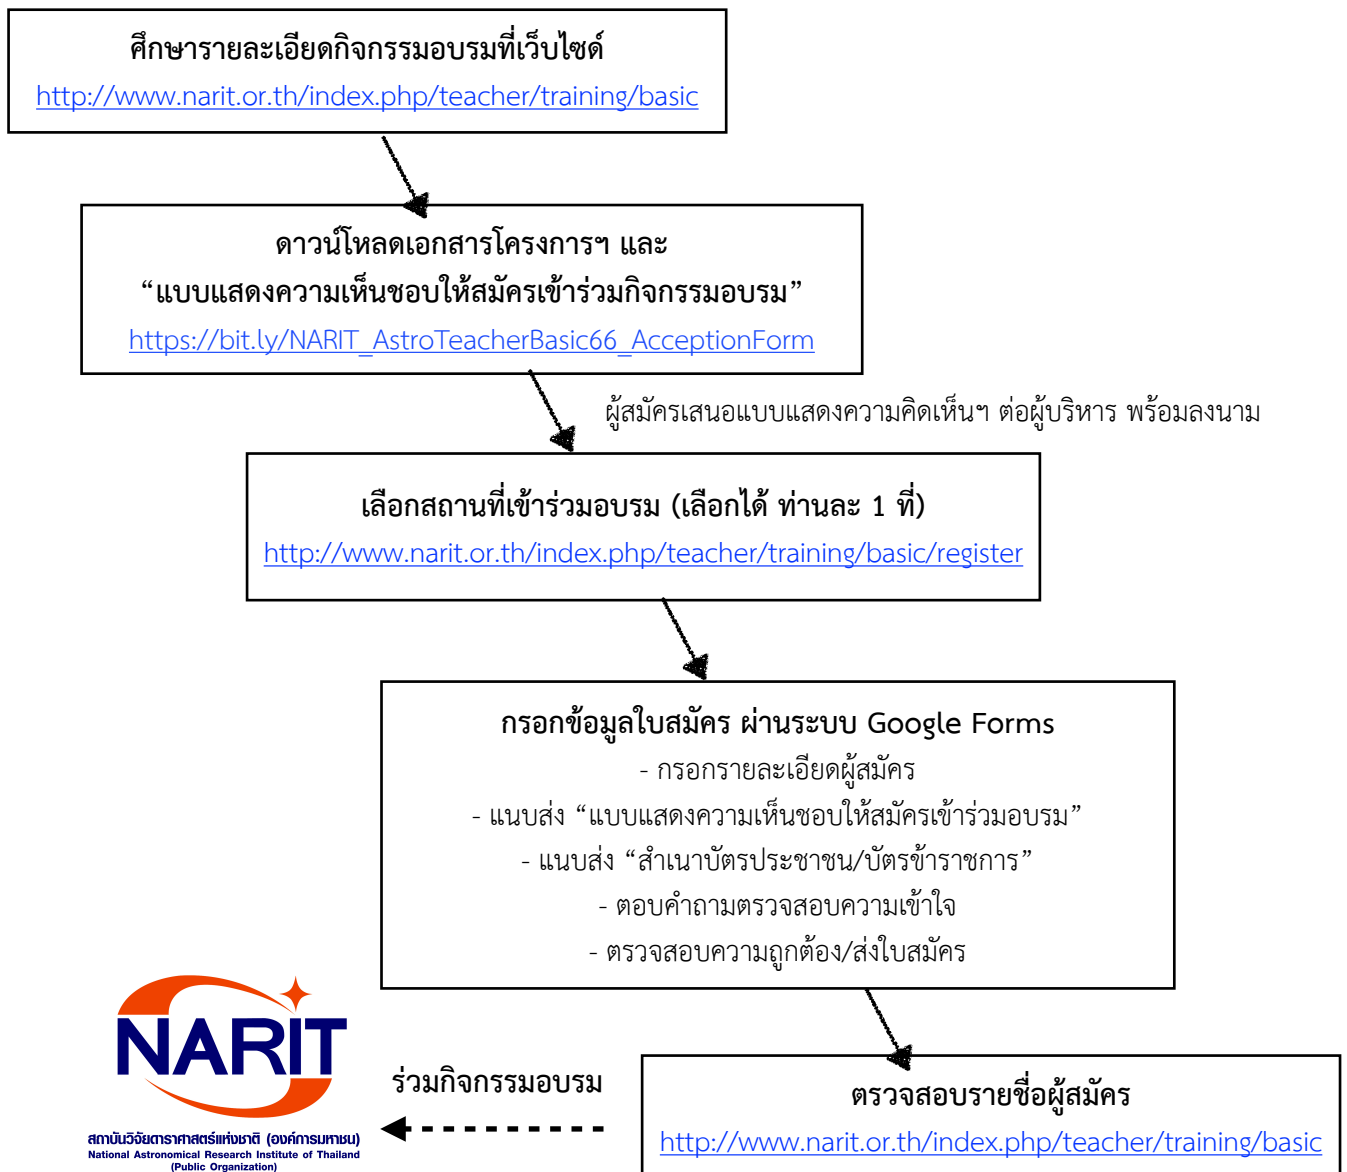 ศึกษารายละเอียดกิจกรรมอบรมที่เว็บไซด์
http://www.narit.or.th/index.php/teacher/training/basic
ดาวน์โหลดเอกสารโครงการฯ และ
“แบบแสดงความเห็นชอบให้สมัครเข้าร่วมกิจกรรมอบรม”
https://bit.ly/NARIT_AstroTeacherBasic66_AcceptionForm
ผู้สมัครเสนอแบบแสดงความคิดเห็นฯ ต่อผู้บริหาร พร้อมลงนาม
เลือกสถานที่เข้าร่วมอบรม (เลือกได้ ท่านละ 1 ที่)
http://www.narit.or.th/index.php/teacher/training/basic/register
กรอกข้อมูลใบสมัคร ผ่านระบบ Google Forms
- กรอกรายละเอียดผู้สมัคร
- แนบส่ง “แบบแสดงความเห็นชอบให้สมัครเข้าร่วมอบรม”
- แนบส่ง “สำเนาบัตรประชาชน/บัตรข้าราชการ”
- ตอบคำถามตรวจสอบความเข้าใจ
- ตรวจสอบความถูกต้อง/ส่งใบสมัคร
ตรวจสอบรายชื่อผู้สมัคร
http://www.narit.or.th/index.php/teacher/training/basic
ร่วมกิจกรรมอบรม
NARIT
สถาบันวิจัยดาราศาสตร์แห่งชาติ (องค์การมหาชน)
National Astronomical Research Institute of Thailand
(Public Organization)